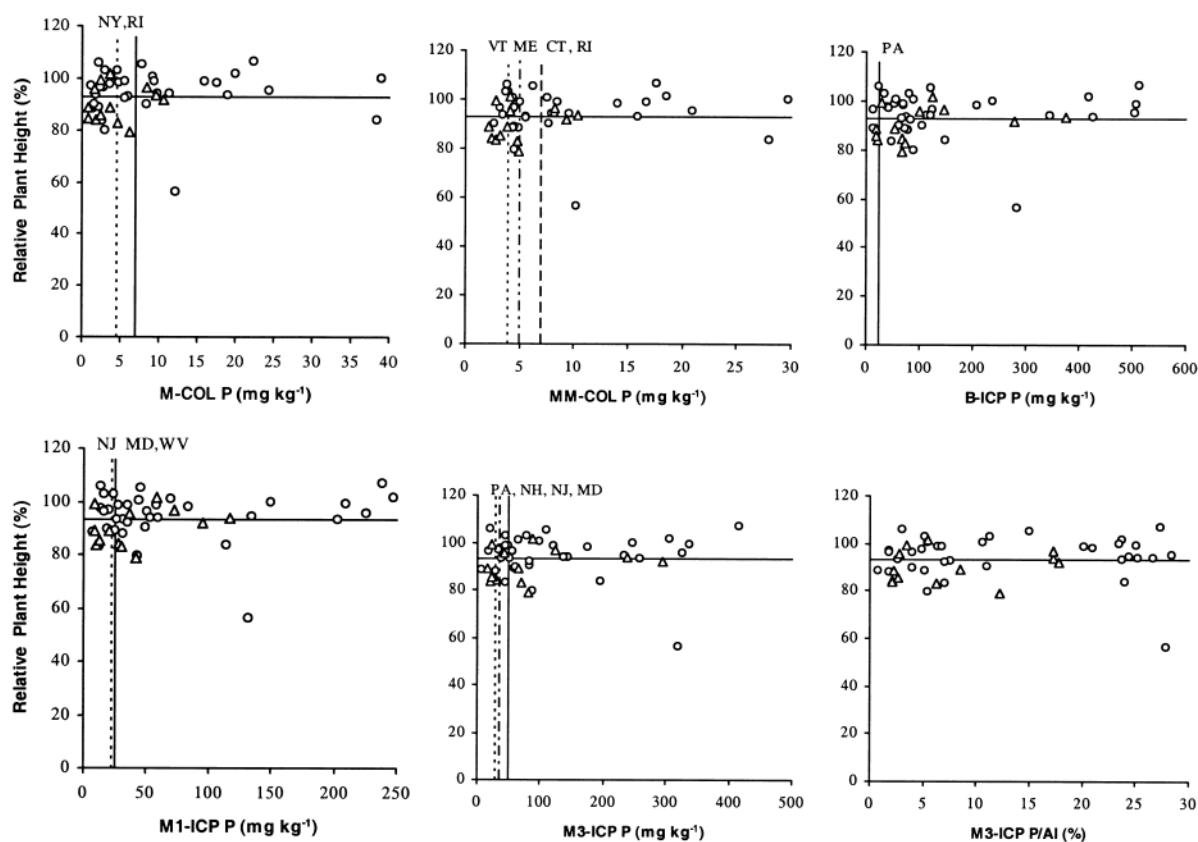 NY,RI
VT ME CT, RI
PA
Relative Plant Height (%)
120
100
80
60
40
20
0
0 5 10 15 20 25 30 35 40
M-COL P (mg kg⁻¹)
120
100
80
60
40
20
0
0 10 20 30
MM-COL P (mg kg⁻¹)
120
100
80
60
40
20
0
0 100 200 300 400 500 600
B-ICP P (mg kg⁻¹)
NJ MD,WV
PA, NH, NJ, MD
Relative Plant Height (%)
120
100
80
60
40
20
0
0 50 100 150 200 250
M1-ICP P (mg kg⁻¹)
120
100
80
60
40
20
0
0 100 200 300 400 500
M3-ICP P (mg kg⁻¹)
120
100
80
60
40
20
0
0 5 10 15 20 25 30
M3-ICP P/Al (%)